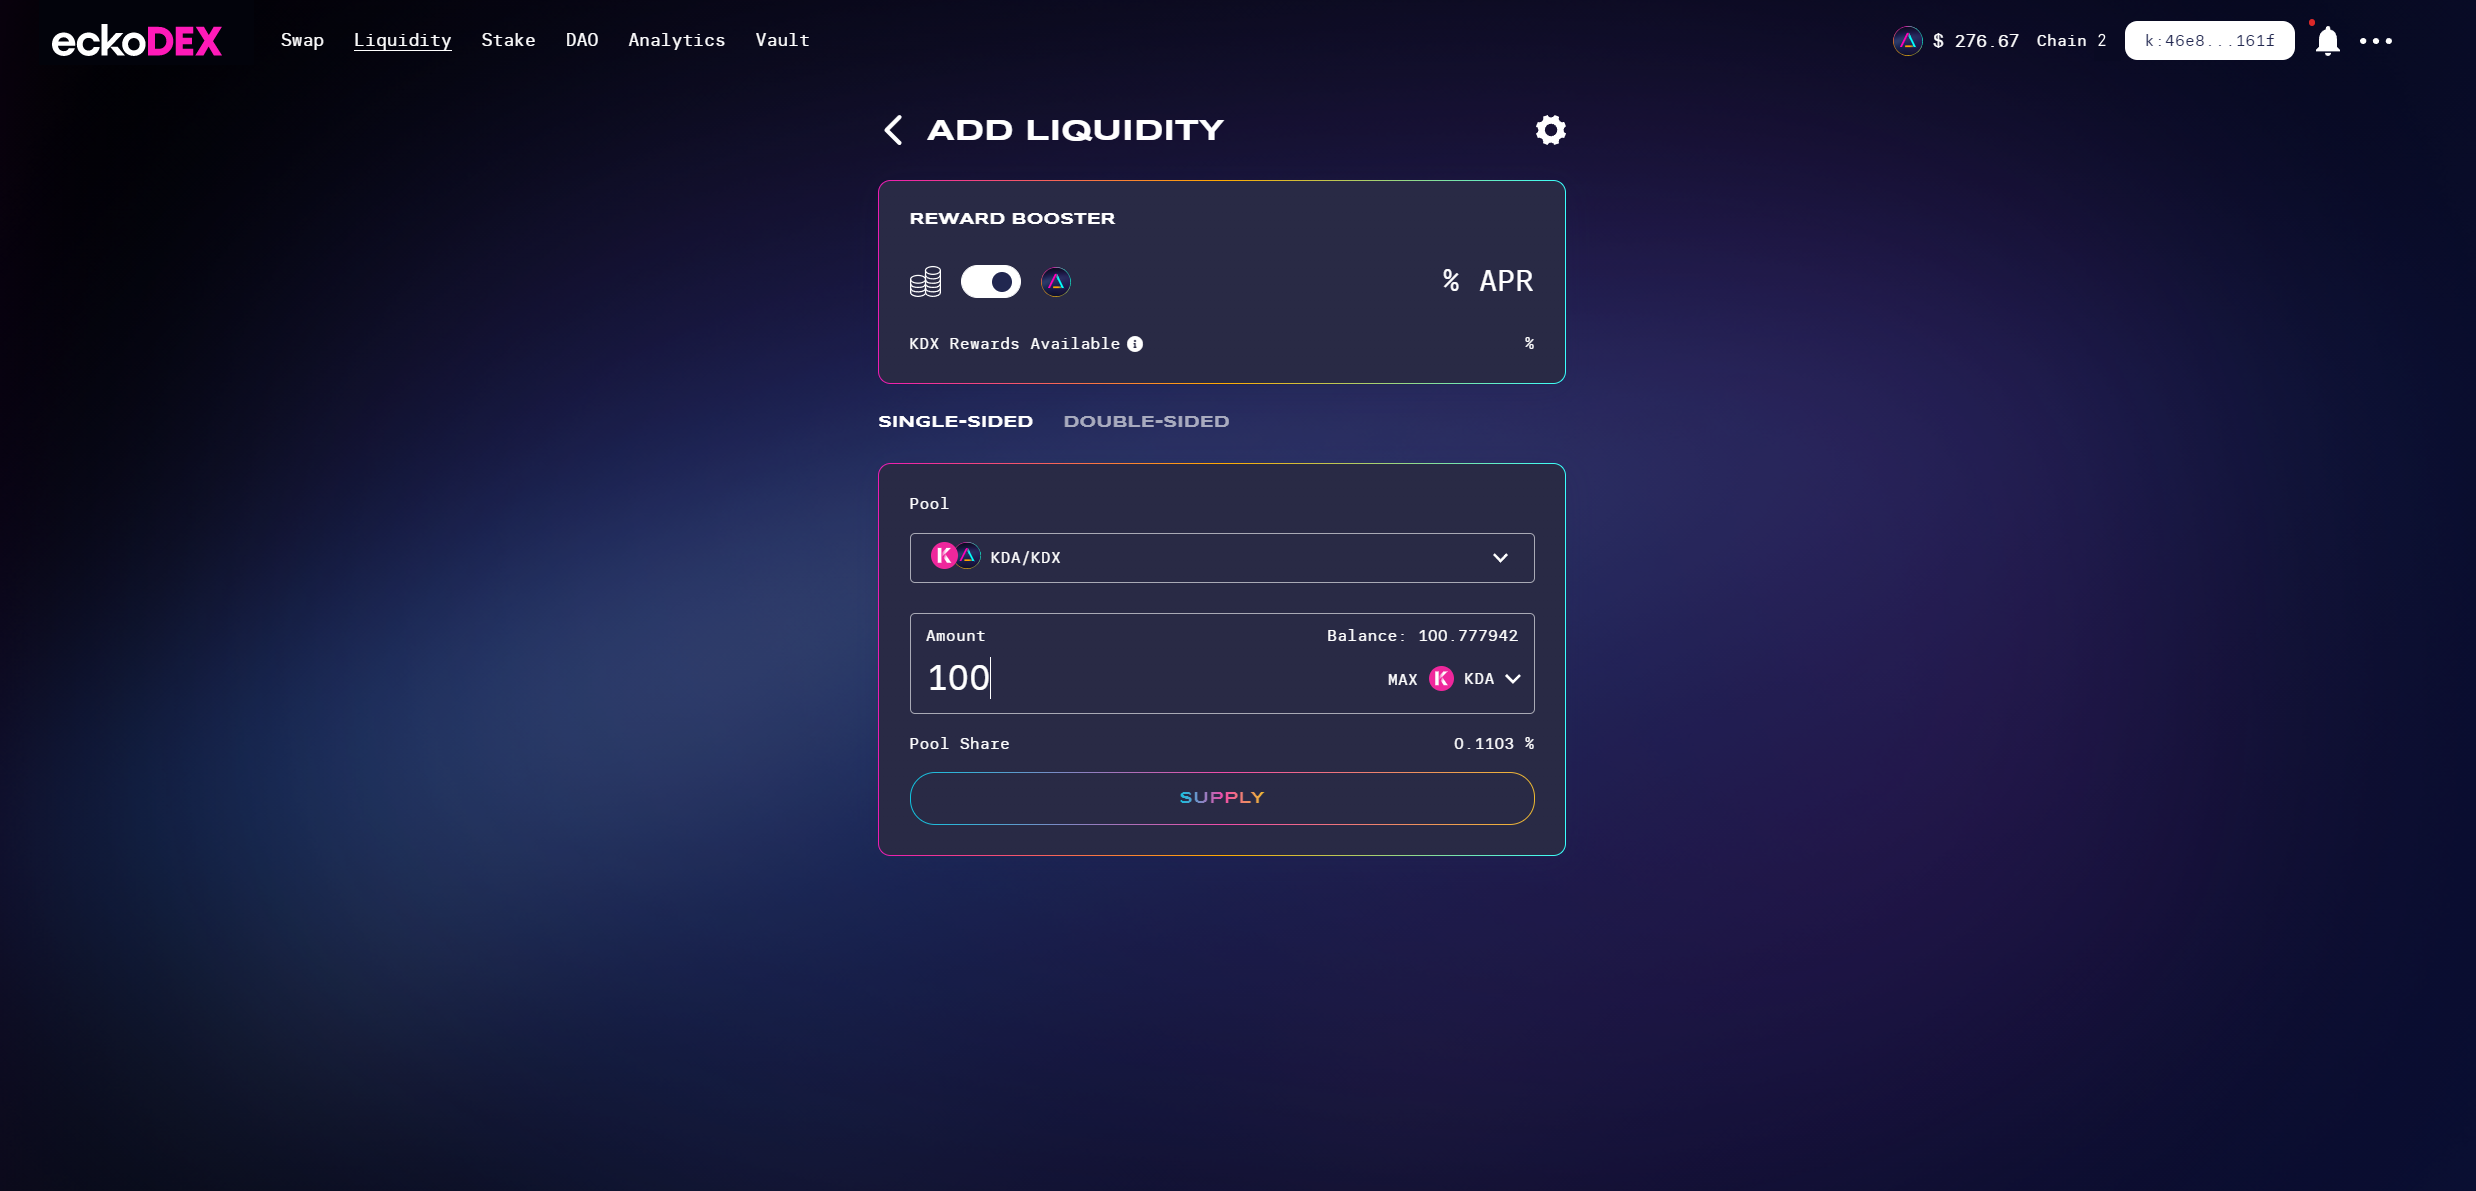 eckoDEX Swap Liquidity Stake DAO Analytics Vault $ 276.67 Chain 2 k:46e8...161f
ADD LIQUIDITY
REWARD BOOSTER
% APR
KDX Rewards Available %
SINGLE-SIDED DOUBLE-SIDED
Pool
KDA/KDX
Amount Balance: 100.777942
100 MAX KDA
Pool Share 0.1103 %
SUPPLY